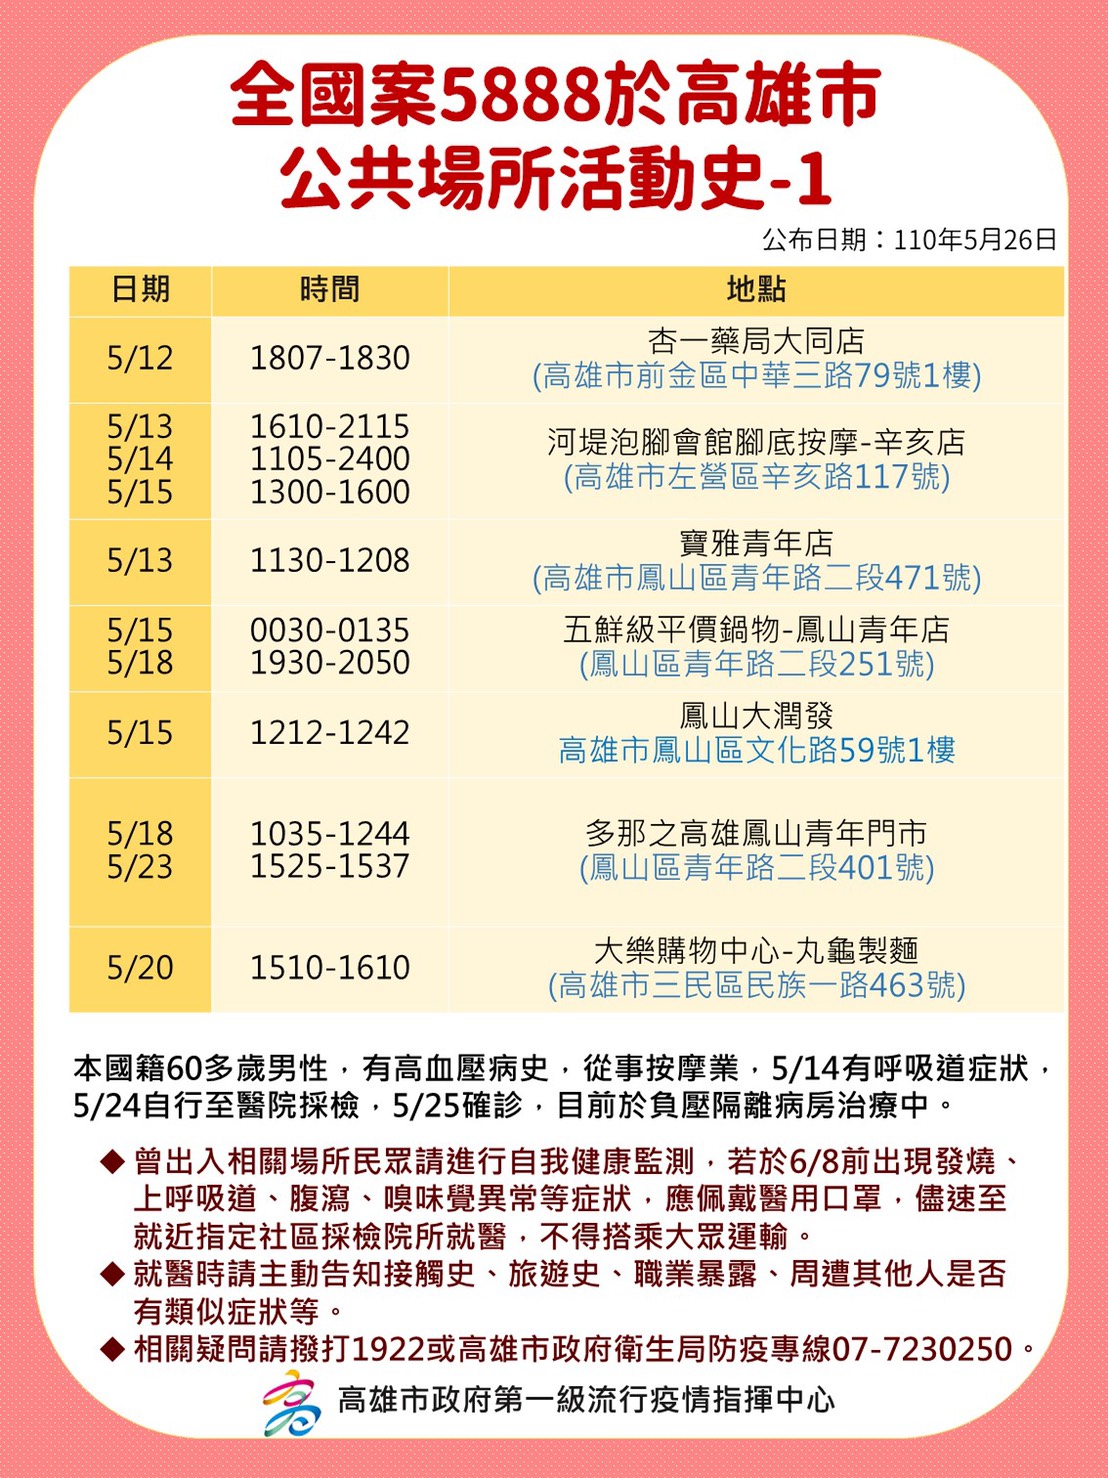 全國案5888於高雄市
公共場所活動史-1
公布日期：110年5月26日
日期 時間 地點
5/12 1807-1830 杏一藥局大同店
(高雄市前金區中華三路79號1樓)
5/13 1610-2115
5/14 1105-2400
5/15 1300-1600
河堤泡腳會館腳底按摩-辛亥店
(高雄市左營區辛亥路117號)
5/13 1130-1208 寶雅青年店
(高雄市鳳山區青年路二段471號)
5/15 0030-0135 五鮮級平價鍋物-鳳山青年店
5/18 1930-2050 (鳳山區青年路二段251號)
5/15 1212-1242 鳳山大潤發
高雄市鳳山區文化路59號1樓
5/18 1035-1244 多那之高雄鳳山青年門市
5/23 1525-1537 (鳳山區青年路二段401號)
5/20 1510-1610 大樂購物中心-丸龜製麵
(高雄市三民區民族一路463號)
本國籍60多歲男性，有高血壓病史，從事按摩業，5/14有呼吸道症狀，
5/24自行至醫院採檢，5/25確診，目前於負壓隔離病房治療中。
◆曾出入相關場所民眾請進行自我健康監測，若於6/8前出現發燒、
上呼吸道、腹瀉、嗅味覺異常等症狀，應佩戴醫用口罩，儘速至
就近指定社區採檢院所就醫，不得搭乘大眾運輸。
◆就醫時請主動告知接觸史、旅遊史、職業暴露、周遭其他人是否
有類似症狀等。
◆相關疑問請撥打1922或高雄市政府衛生局防疫專線07-7230250。
高雄市政府第一級流行疫情指揮中心